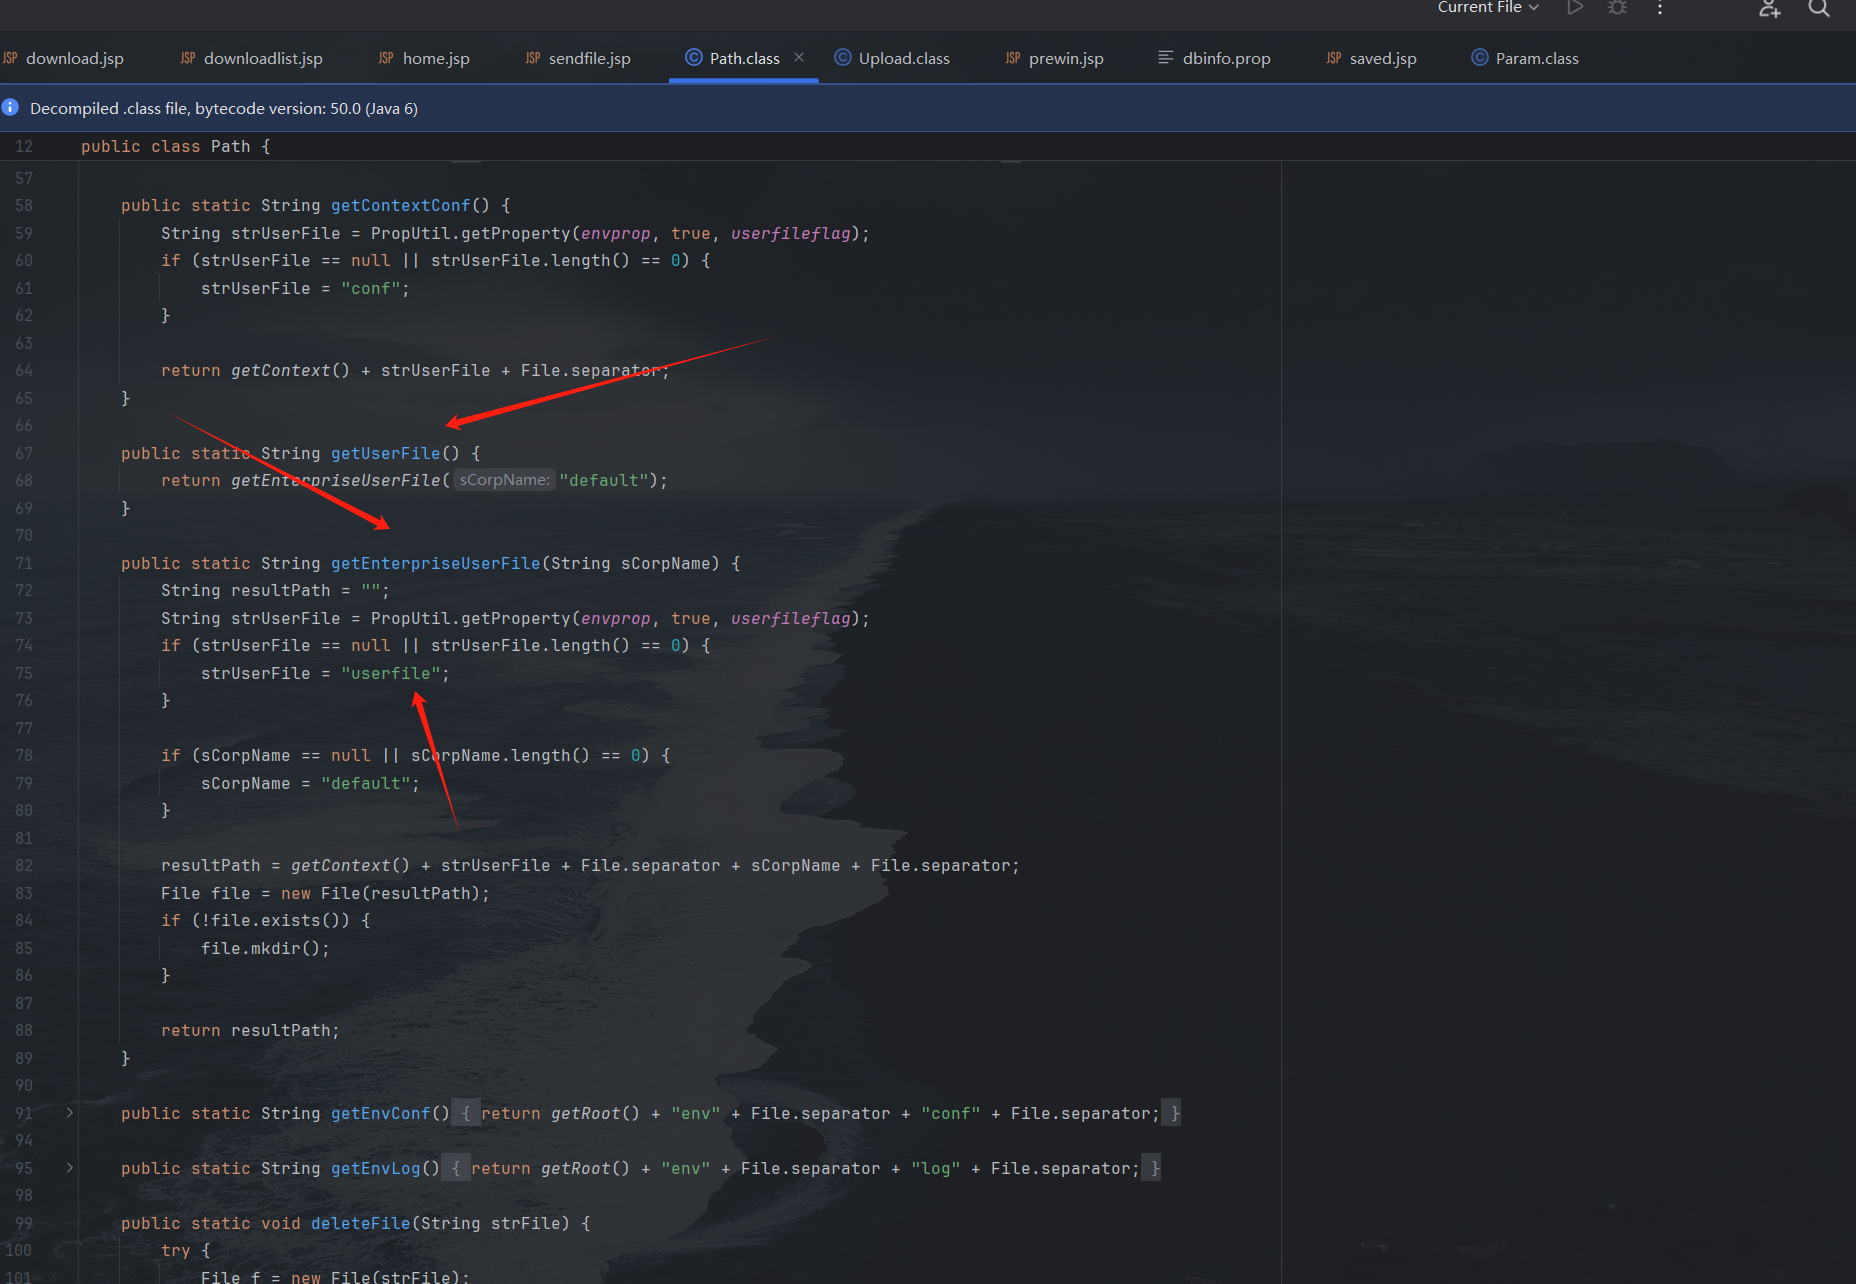 Current File
download.jsp downloadlist.jsp home.jsp sendfile.jsp Path.class Upload.class prewin.jsp dbinfo.prop saved.jsp Param.class
Decompiled .class file, bytecode version: 50.0 (Java 6)
12 public class Path {
57
58 public static String getContextConf() {
59 String strUserFile = PropUtil.getProperty(envprop, true, userfileflag);
60 if (strUserFile == null || strUserFile.length() == 0) {
61 strUserFile = "conf";
62 }
63
64 return getContext() + strUserFile + File.separator;
65 }
66
67 public static String getUserFile() {
68 return getEnterpriseUserFile( sCorpName: "default");
69 }
70
71 public static String getEnterpriseUserFile(String sCorpName) {
72 String resultPath = "";
73 String strUserFile = PropUtil.getProperty(envprop, true, userfileflag);
74 if (strUserFile == null || strUserFile.length() == 0) {
75 strUserFile = "userfile";
76 }
77
78 if (sCorpName == null || sCorpName.length() == 0) {
79 sCorpName = "default";
80 }
81
82 resultPath = getContext() + strUserFile + File.separator + sCorpName + File.separator;
83 File file = new File(resultPath);
84 if (!file.exists()) {
85 file.mkdir();
86 }
87
88 return resultPath;
89 }
90
91 public static String getEnvConf() { return getRoot() + "env" + File.separator + "conf" + File.separator; }
94
95 public static String getEnvLog() { return getRoot() + "env" + File.separator + "log" + File.separator; }
98
99 public static void deleteFile(String strFile) {
100 try {
101 File f = new File(strFile);